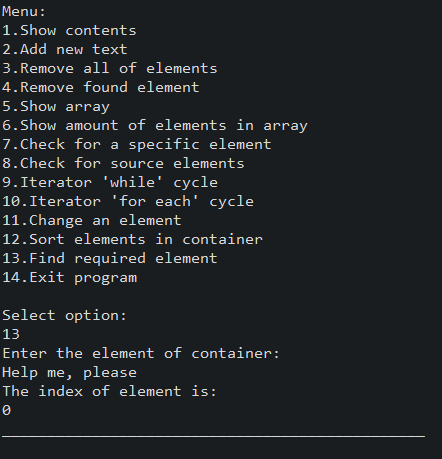 Menu:
1.Show contents
2.Add new text
3.Remove all of elements
4.Remove found element
5.Show array
6.Show amount of elements in array
7.Check for a specific element
8.Check for source elements
9.Iterator 'while' cycle
10.Iterator 'for each' cycle
11.Change an element
12.Sort elements in container
13.Find required element
14.Exit program
Select option:
13
Enter the element of container:
Help me, please
The index of element is:
0